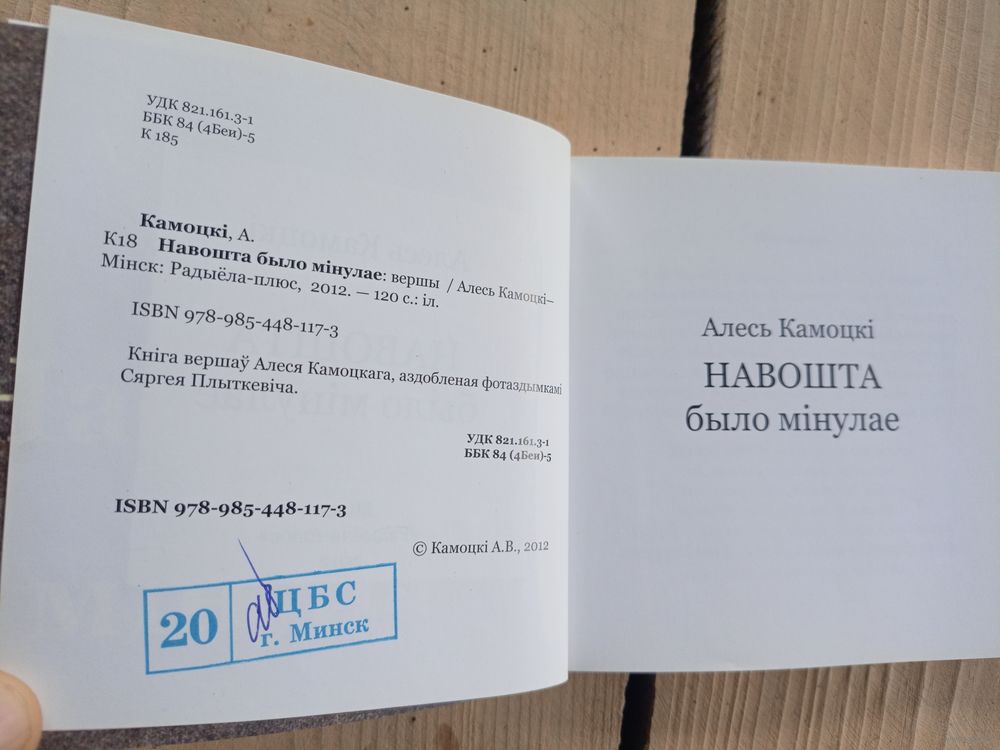 УДК 821.161.3-1
ББК 84 (4Беи)-5
К 185
Камоцкі, А.
К18 Навошта было мінулае: вершы / Алесь Камоцкі–
Мінск: Радыёла-плюс, 2012. — 120 с.: іл.
ISBN 978-985-448-117-3
Кніга вершаў Алеся Камоцкага, аздобленая фотаздымкамі
Сяргея Плыткевіча.
УДК 821.161.3-1
ББК 84 (4Беи)-5
ISBN 978-985-448-117-3
© Камоцкі А.В., 2012
20 ЦБС
г. Минск
Алесь Камоцкі
НАВОШТА
было мінулае